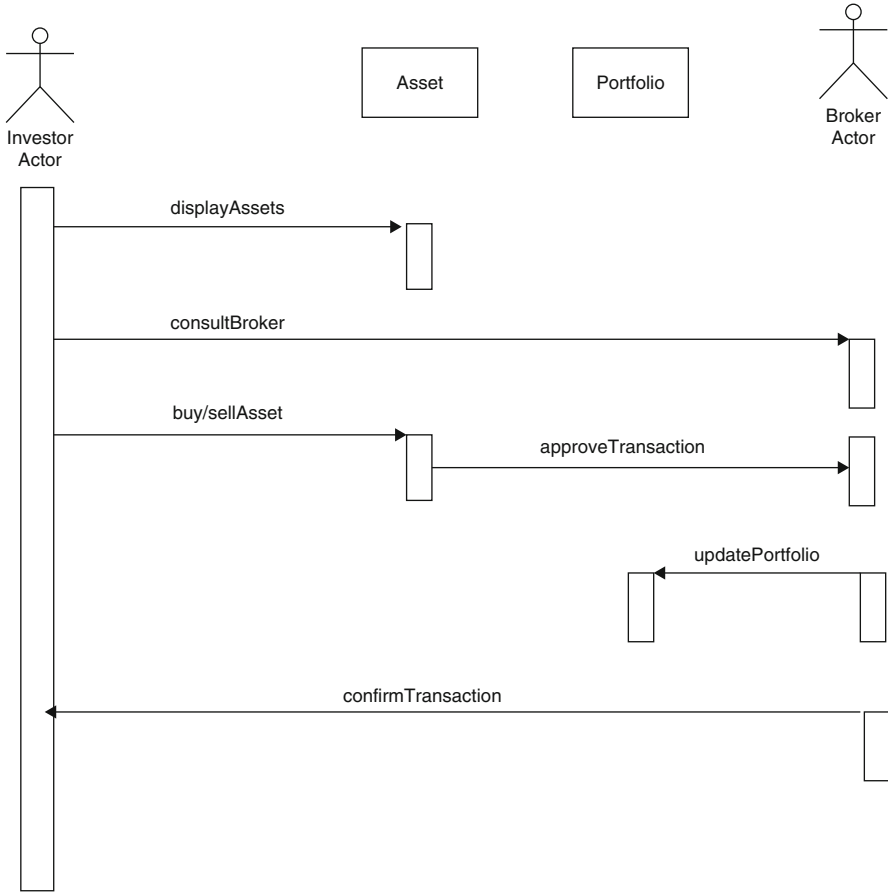 Investor
Actor
Asset
Portfolio
Broker
Actor
displayAssets
consultBroker
buy/sellAsset
approveTransaction
updatePortfolio
confirmTransaction